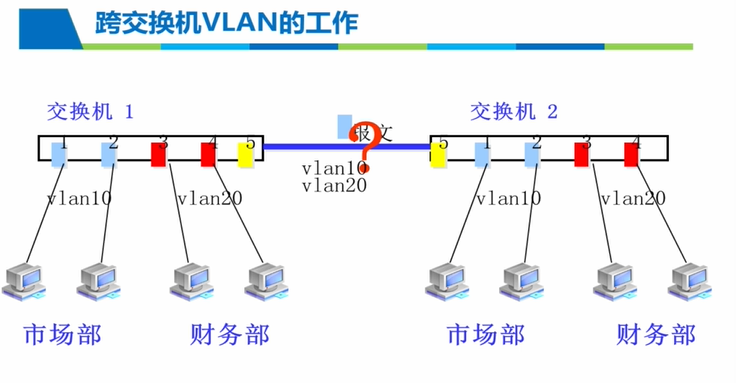 跨交换机VLAN的工作
交换机 1
交换机 2
1 2 3 4 5
报文
?
5 1 2 3 4
vlan10 vlan20
vlan10
vlan20
vlan10 vlan20
市场部 财务部
市场部 财务部